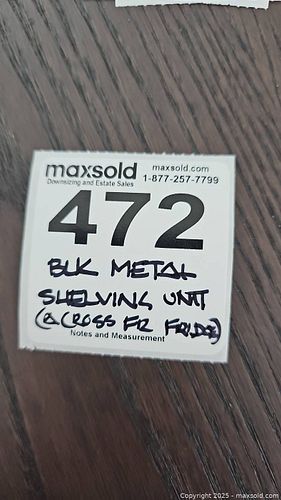 maxsold maxsold.com
Downsizing and Estate Sales 1-877-257-7799
472
BLK METAL
SHELVING UNIT
(ACROSS FR FRIDGE)
Notes and Measurement
Copyright 2025 - maxsold.com